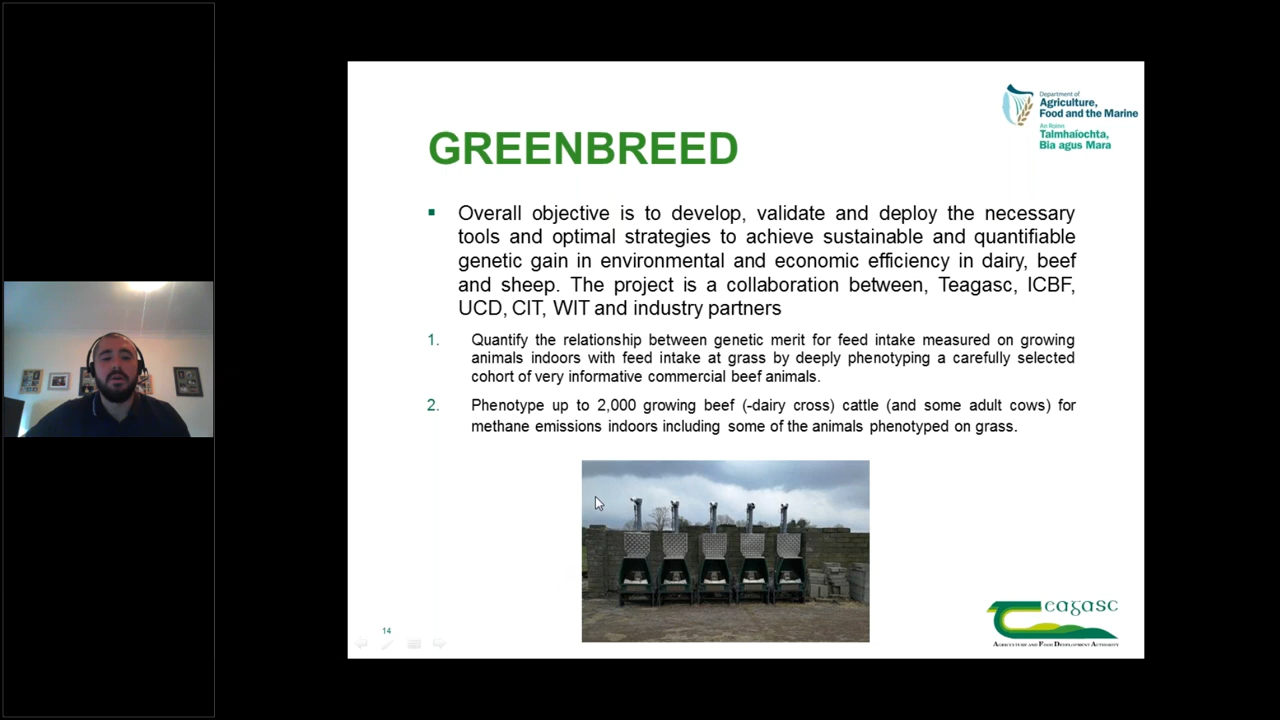 Department of
Agriculture,
Food and the Marine
An Roinn
Talmhaíochta,
Bia agus Mara
GREENBREED
Overall objective is to develop, validate and deploy the necessary
tools and optimal strategies to achieve sustainable and quantifiable
genetic gain in environmental and economic efficiency in dairy, beef
and sheep. The project is a collaboration between, Teagasc, ICBF,
UCD, CIT, WIT and industry partners
1. Quantify the relationship between genetic merit for feed intake measured on growing
animals indoors with feed intake at grass by deeply phenotyping a carefully selected
cohort of very informative commercial beef animals.
2. Phenotype up to 2,000 growing beef (-dairy cross) cattle (and some adult cows) for
methane emissions indoors including some of the animals phenotyped on grass.
14
Teagasc
AGRICULTURE AND FOOD DEVELOPMENT AUTHORITY